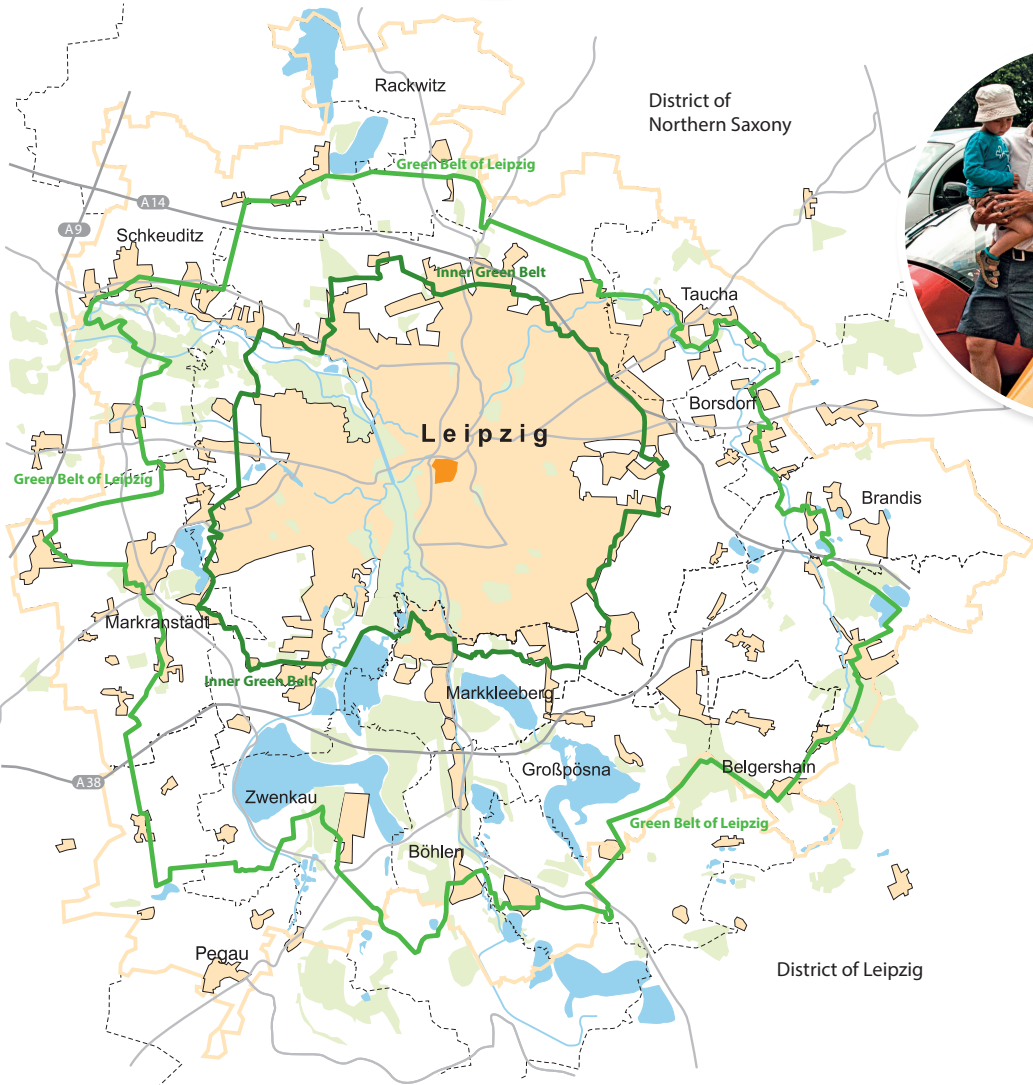 Rackwitz
District of
Northern Saxony
Green Belt of Leipzig
A14
A9
Schkeuditz
Inner Green Belt
Taucha
Borsdorf
Leipzig
Green Belt of Leipzig
Brandis
Markranstädt
Inner Green Belt
Markkleeberg
Großpösna
Belgershain
A38
Zwenkau
Green Belt of Leipzig
Böhlen
Pegau
District of Leipzig